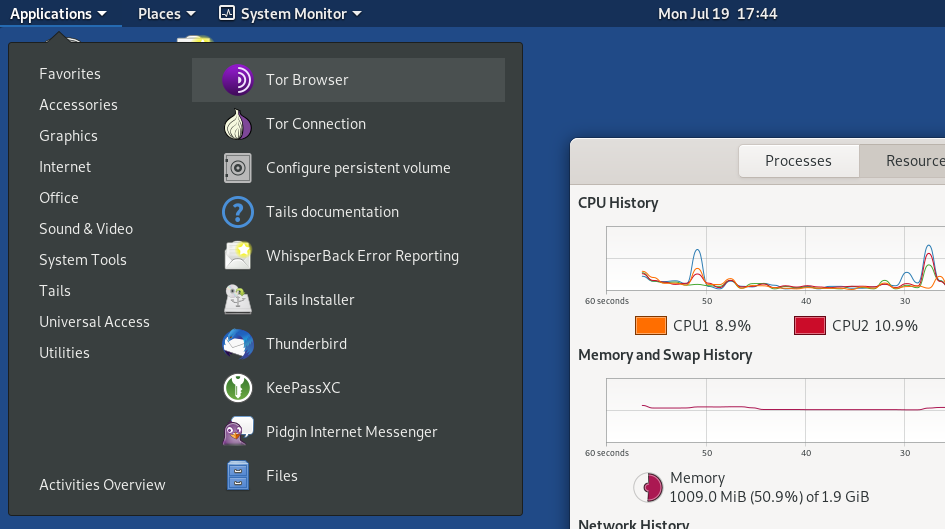 Applications Places System Monitor Mon Jul 19 17:44
Favorites
Accessories
Graphics
Internet
Office
Sound & Video
System Tools
Tails
Universal Access
Utilities
Activities Overview
Tor Browser
Tor Connection
Configure persistent volume
Tails documentation
WhisperBack Error Reporting
Tails Installer
Thunderbird
KeePassXC
Pidgin Internet Messenger
Files
Processes Resource
CPU History
60 seconds 50 40 30
CPU1 8.9% CPU2 10.9%
Memory and Swap History
60 seconds 50 40 30
Memory
1009.0 MiB (50.9%) of 1.9 GiB
Network History